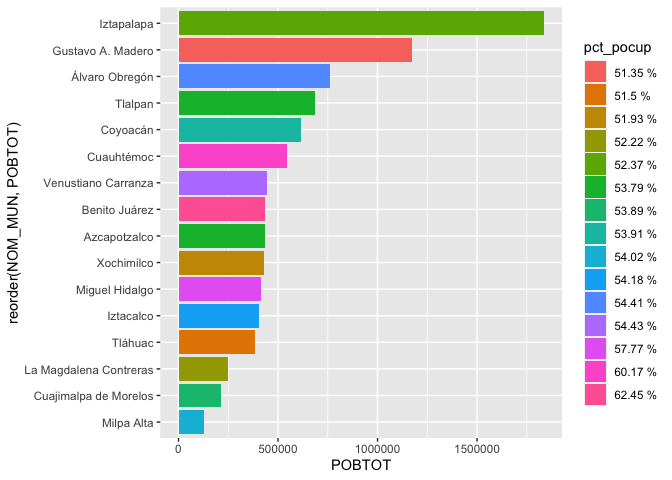 reorder(NOM_MUN, POBTOT)
Iztapalapa
Gustavo A. Madero
Álvaro Obregón
Tlalpan
Coyoacán
Cuauhtémoc
Venustiano Carranza
Benito Juárez
Azcapotzalco
Xochimilco
Miguel Hidalgo
Iztacalco
Tláhuac
La Magdalena Contreras
Cuajimalpa de Morelos
Milpa Alta
0
500000
1000000
1500000
POBTOT
pct_pocup
51.35 %
51.5 %
51.93 %
52.22 %
52.37 %
53.79 %
53.89 %
53.91 %
54.02 %
54.18 %
54.41 %
54.43 %
57.77 %
60.17 %
62.45 %